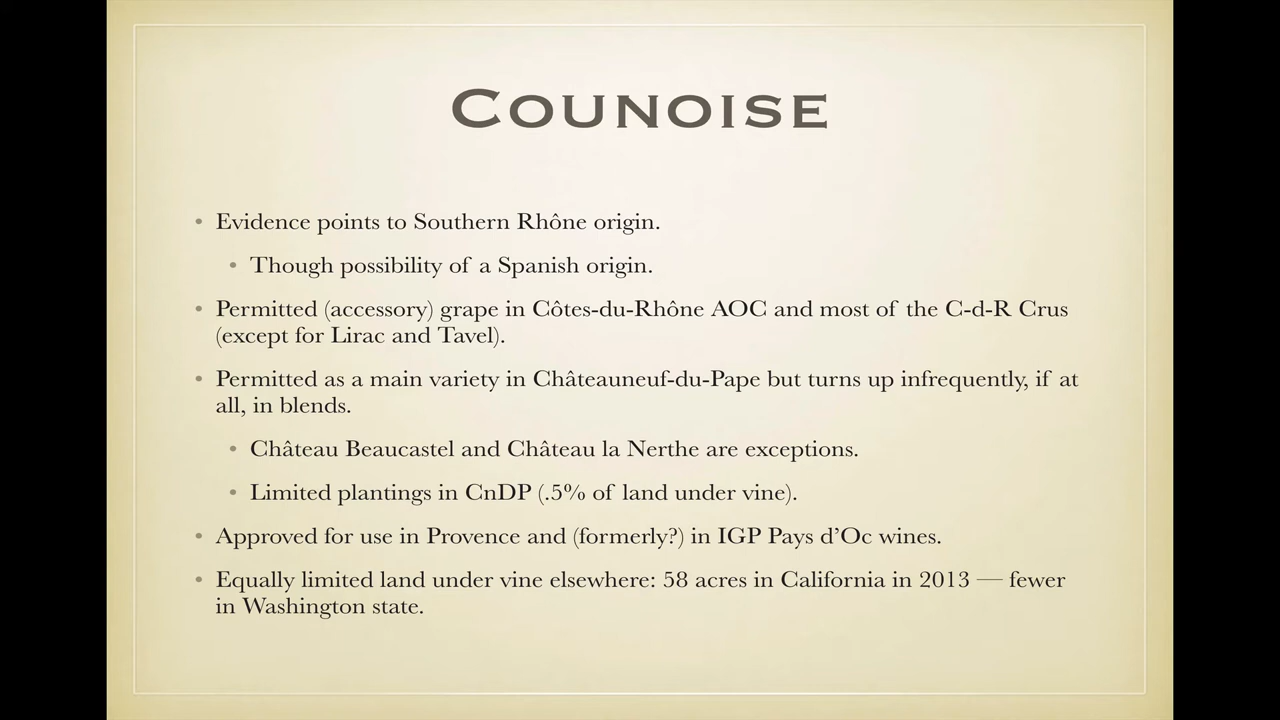 Counoise
• Evidence points to Southern Rhône origin.
• Though possibility of a Spanish origin.
• Permitted (accessory) grape in Côtes-du-Rhône AOC and most of the C-d-R Crus
(except for Lirac and Tavel).
• Permitted as a main variety in Châteauneuf-du-Pape but turns up infrequently, if at
all, in blends.
• Château Beaucastel and Château la Nerthe are exceptions.
• Limited plantings in CnDP (.5% of land under vine).
• Approved for use in Provence and (formerly?) in IGP Pays d’Oc wines.
• Equally limited land under vine elsewhere: 58 acres in California in 2013 — fewer
in Washington state.